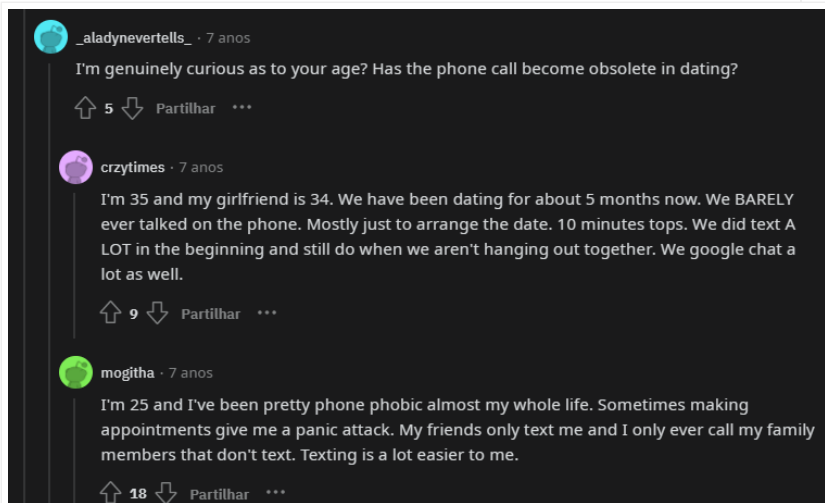 _aladynevertells_ · 7 anos
I'm genuinely curious as to your age? Has the phone call become obsolete in dating?
5 Partilhar ···
crzytimes · 7 anos
I'm 35 and my girlfriend is 34. We have been dating for about 5 months now. We BARELY
ever talked on the phone. Mostly just to arrange the date. 10 minutes tops. We did text A
LOT in the beginning and still do when we aren't hanging out together. We google chat a
lot as well.
9 Partilhar ···
mogitha · 7 anos
I'm 25 and I've been pretty phone phobic almost my whole life. Sometimes making
appointments give me a panic attack. My friends only text me and I only ever call my family
members that don't text. Texting is a lot easier to me.
18 Partilhar ···